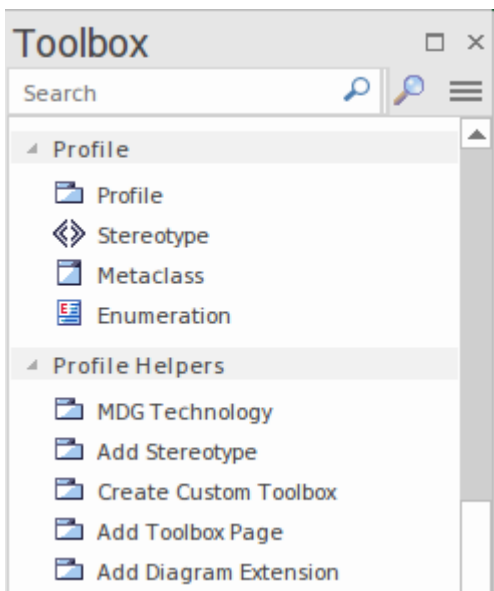 Toolbox
Search
Profile
Profile
Stereotype
Metaclass
Enumeration
Profile Helpers
MDG Technology
Add Stereotype
Create Custom Toolbox
Add Toolbox Page
Add Diagram Extension